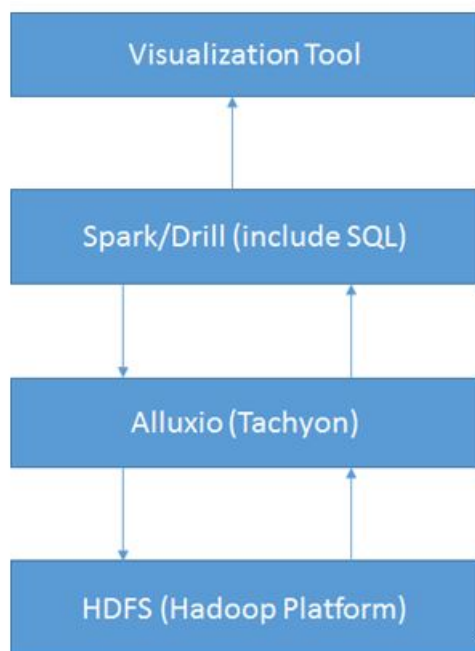 Visualization Tool
Spark/Drill (include SQL)
Alluxio (Tachyon)
HDFS (Hadoop Platform)